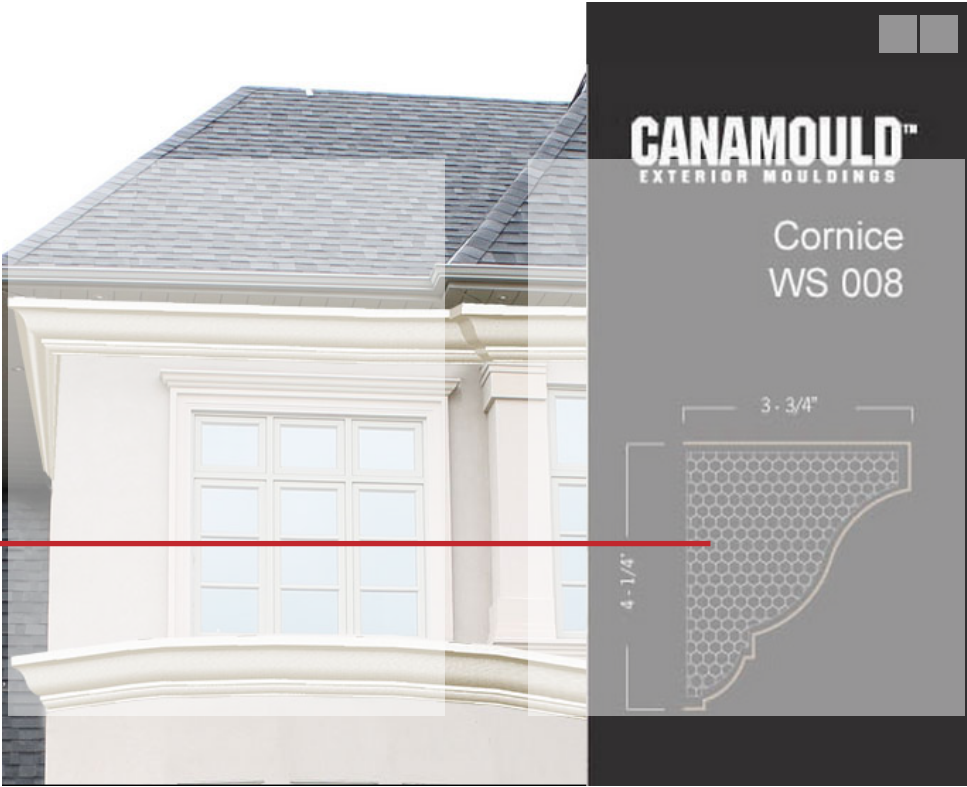 CANAMOULD™
EXTERIOR MOULDINGS
Cornice
WS 008
3 - 3/4"
4 - 1/4"